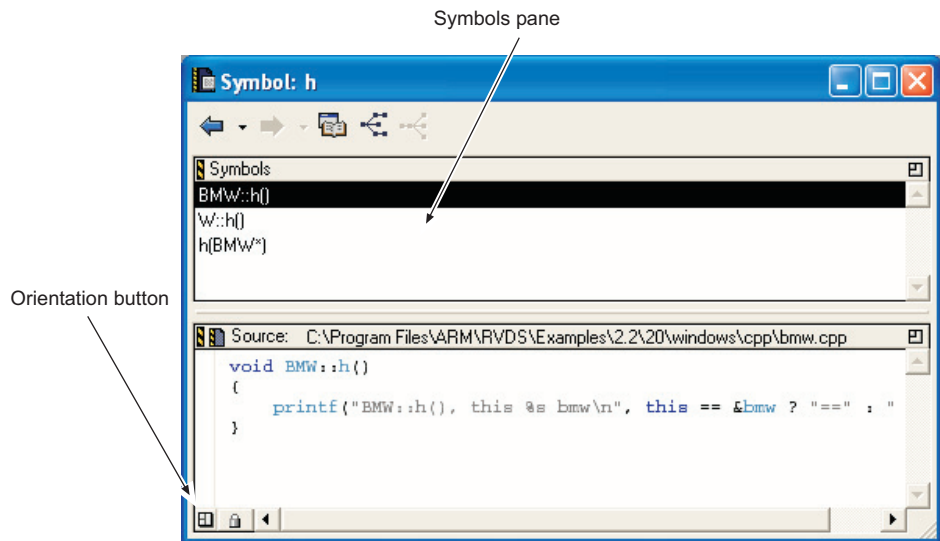 Symbols pane
Symbol: h
Symbols
BMW::h()
W::h()
h(BMW*)
Orientation button
Source: C:\Program Files\ARM\RVDS\Examples\2.2\20\windows\cpp\bmw.cpp
void BMW::h()
{
printf("BMW::h(), this %s bmw\n", this == &bmw ? "==" : "
}